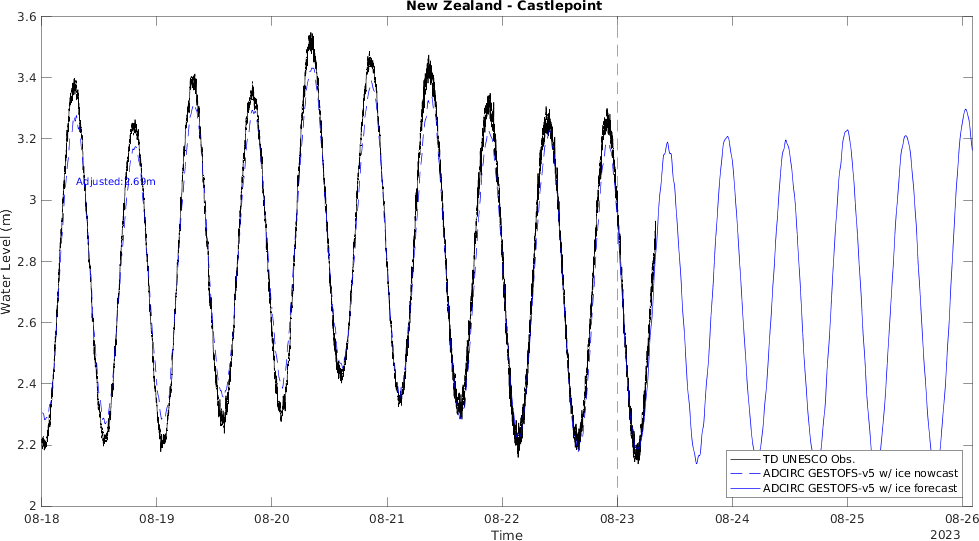 New Zealand - Castlepoint
3.6
3.4
3.2
3
2.8
2.6
2.4
2.2
2
Water Level (m)
Adjusted:2.69m
TD UNESCO Obs.
ADCIRC GESTOFS-v5 w/ ice nowcast
ADCIRC GESTOFS-v5 w/ ice forecast
08-18 08-19 08-20 08-21 08-22 08-23 08-24 08-25 08-26
Time
2023